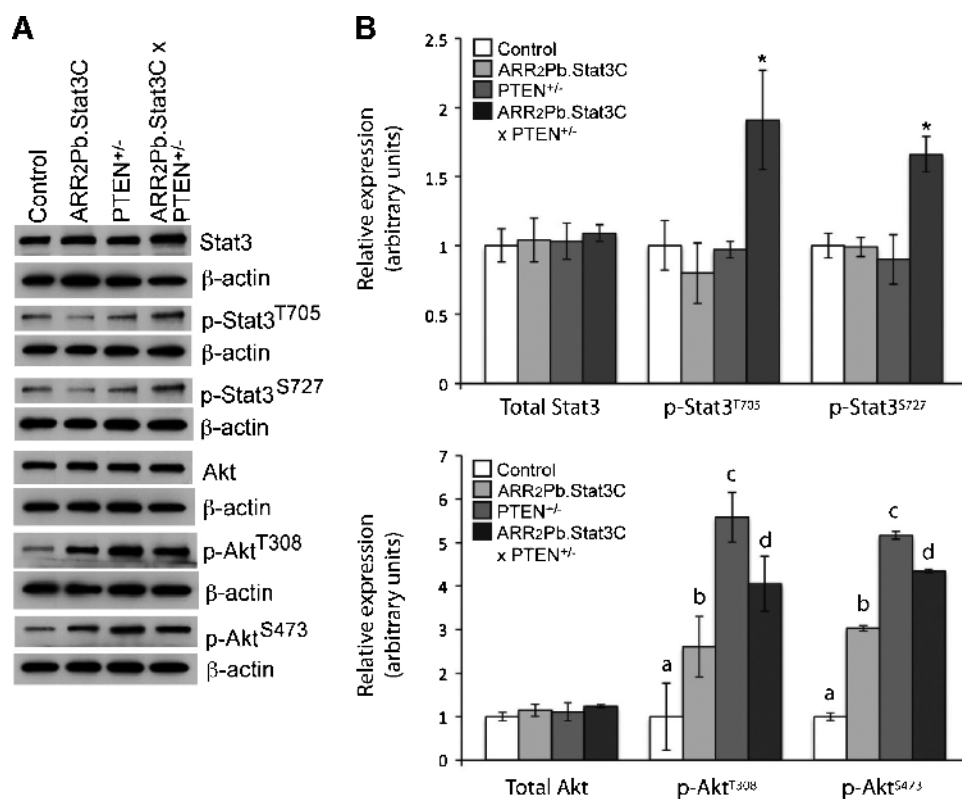 A
Control
ARR2Pb.Stat3C
PTEN+/-
ARR2Pb.Stat3C x
PTEN+/-
Stat3
β-actin
p-Stat3T705
β-actin
p-Stat3S727
β-actin
Akt
β-actin
p-AktT308
β-actin
p-AktS473
β-actin
B
Relative expression
(arbitrary units)
2.5
2
1.5
1
0.5
0
Control
ARR2Pb.Stat3C
PTEN+/-
ARR2Pb.Stat3C
x PTEN+/-
*
*
Total Stat3
p-Stat3T705
p-Stat3S727
Relative expression
(arbitrary units)
7
6
5
4
3
2
1
0
Control
ARR2Pb.Stat3C
PTEN+/-
ARR2Pb.Stat3C
x PTEN+/-
a
b
c
d
a
b
c
d
Total Akt
p-AktT308
p-AktS473